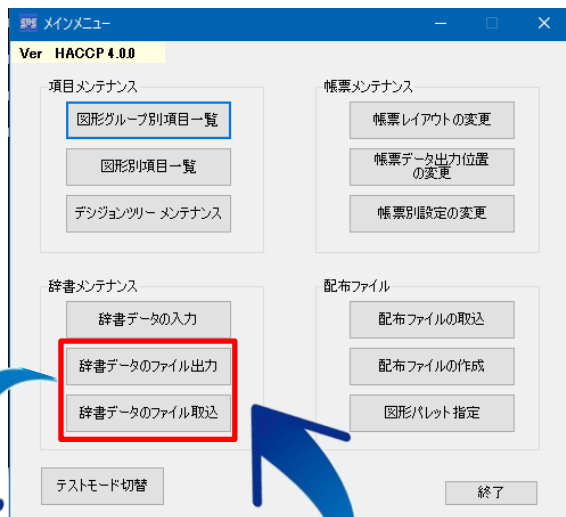 SPS メインメニュー
Ver HACCP 4.0.0
項目メンテナンス
図形グループ別項目一覧
図形別項目一覧
デシジョンツリー メンテナンス
帳票メンテナンス
帳票レイアウトの変更
帳票データ出力位置
の変更
帳票別設定の変更
辞書メンテナンス
辞書データの入力
辞書データのファイル出力
辞書データのファイル取込
配布ファイル
配布ファイルの取込
配布ファイルの作成
図形パレット指定
テストモード切替
終了